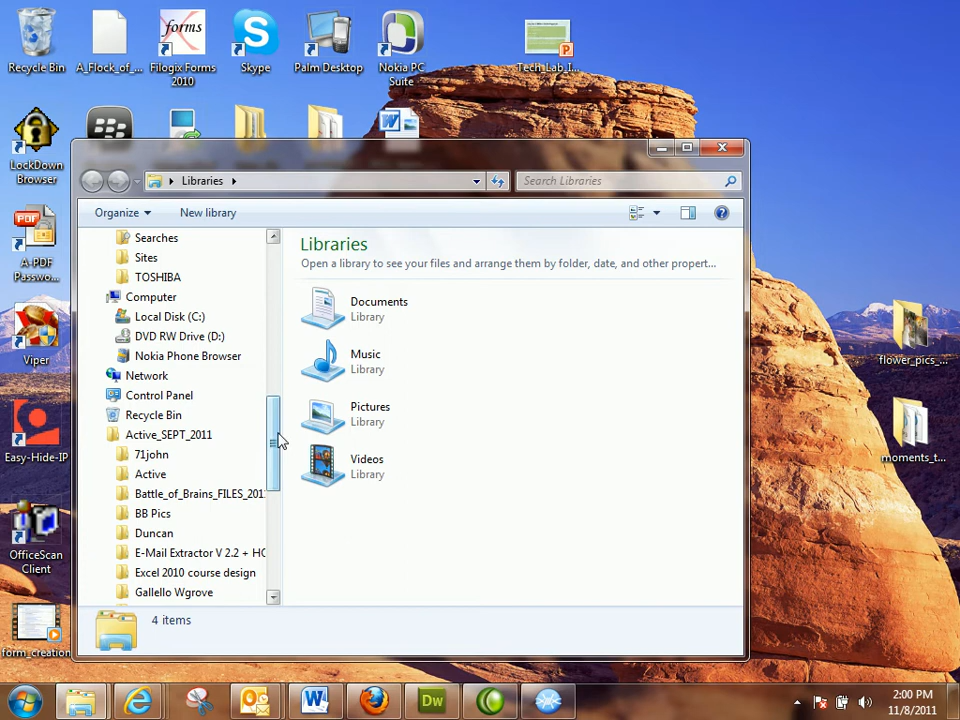 forms
Recycle Bin
A_Flock_of_...
Filogix Forms
2010
Skype
Palm Desktop
Nokia PC
Suite
Tech_Lab_I...
LockDown
Browser
PDF
A-PDF
Passwo...
Viper
Easy-Hide-IP
OfficeScan
Client
form_creation
flower_pics_...
moments_t...
Libraries
Search Libraries
Organize
New library
Searches
Sites
TOSHIBA
Computer
Local Disk (C:)
DVD RW Drive (D:)
Nokia Phone Browser
Network
Control Panel
Recycle Bin
Active_SEPT_2011
71john
Active
Battle_of_Brains_FILES_201
BB Pics
Duncan
E-Mail Extractor V 2.2 + HC
Excel 2010 course design
Gallello Wgrove
Libraries
Open a library to see your files and arrange them by folder, date, and other propert...
Documents
Library
Music
Library
Pictures
Library
Videos
Library
4 items
Dw
2:00 PM
11/8/2011